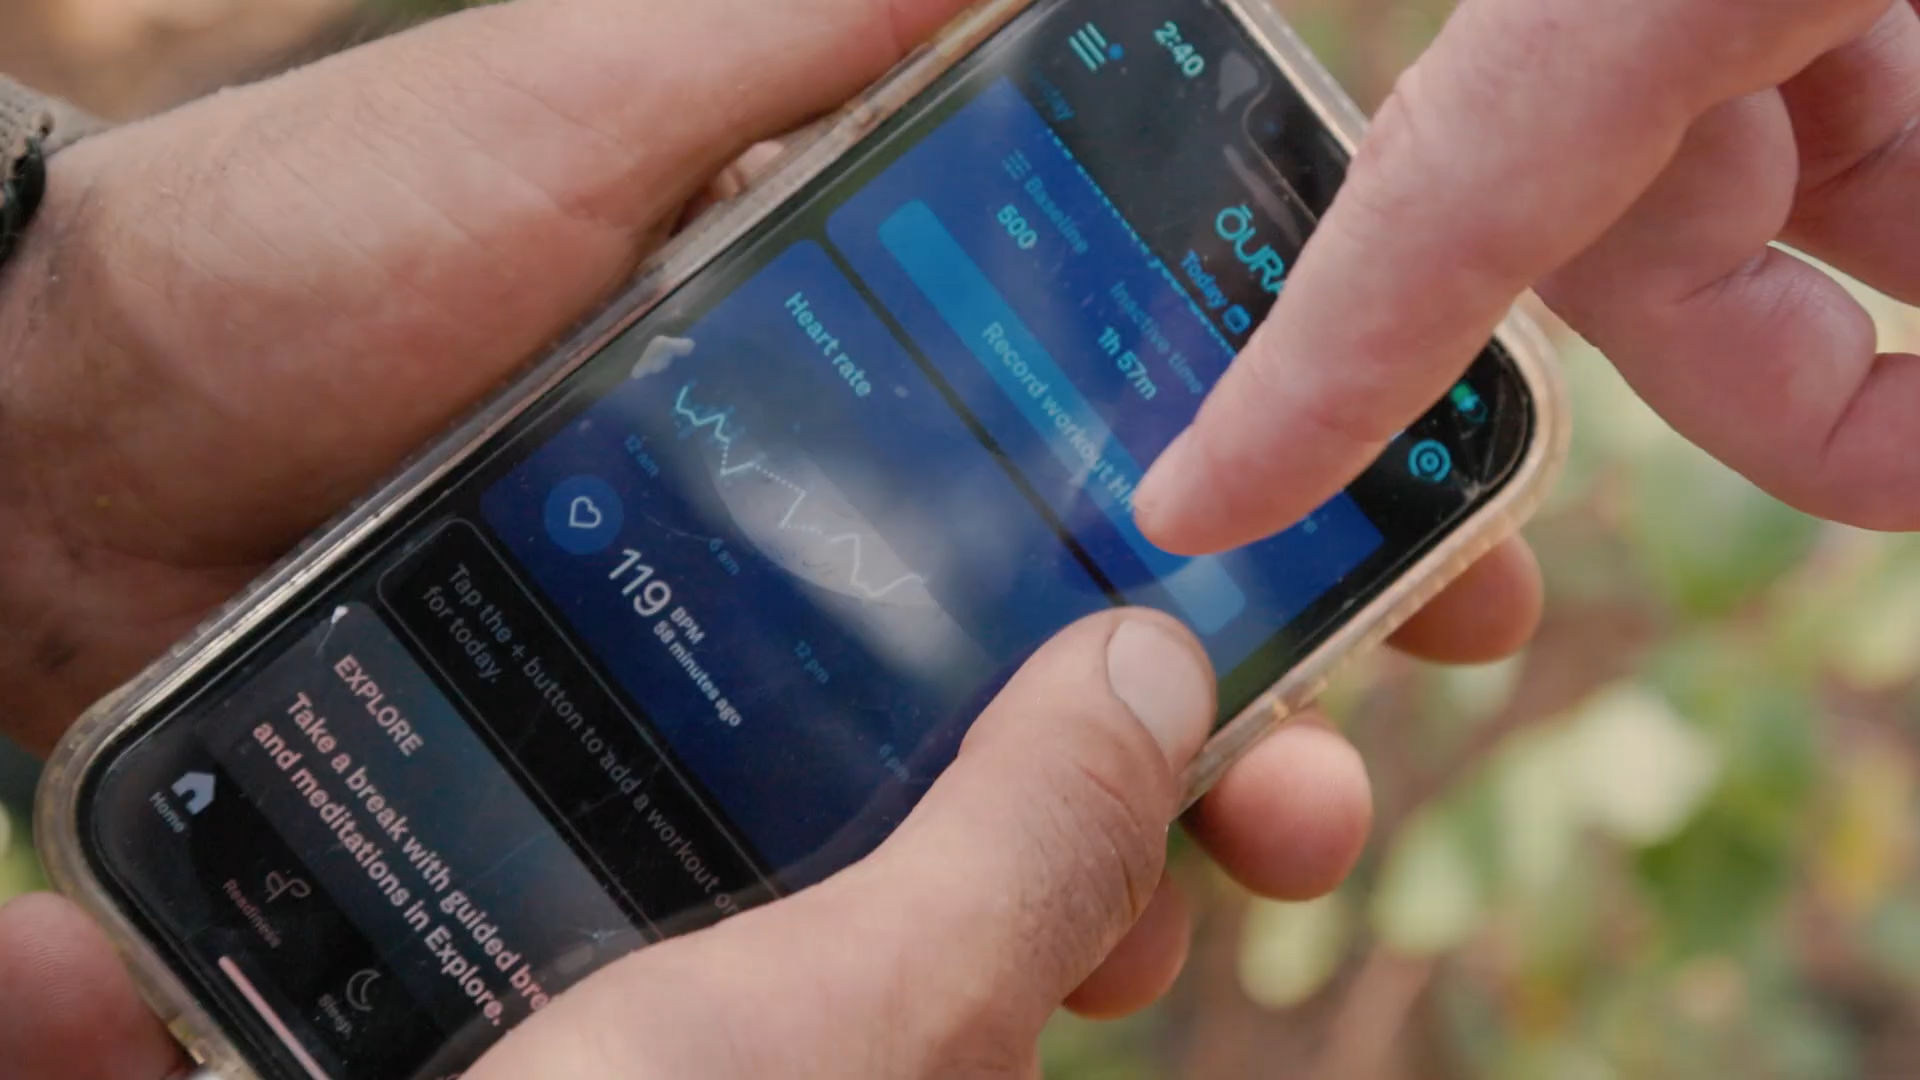 2:40
ŌURA
Today
Baseline
500
Inactive time
1h 57m
Record workout HR
Heart rate
12 am
6 am
12 pm
6 pm
119 BPM
58 minutes ago
Tap the + button to add a workout or
for today.
EXPLORE
Take a break with guided bre
and meditations in Explore.
Home
Readiness
Sleep